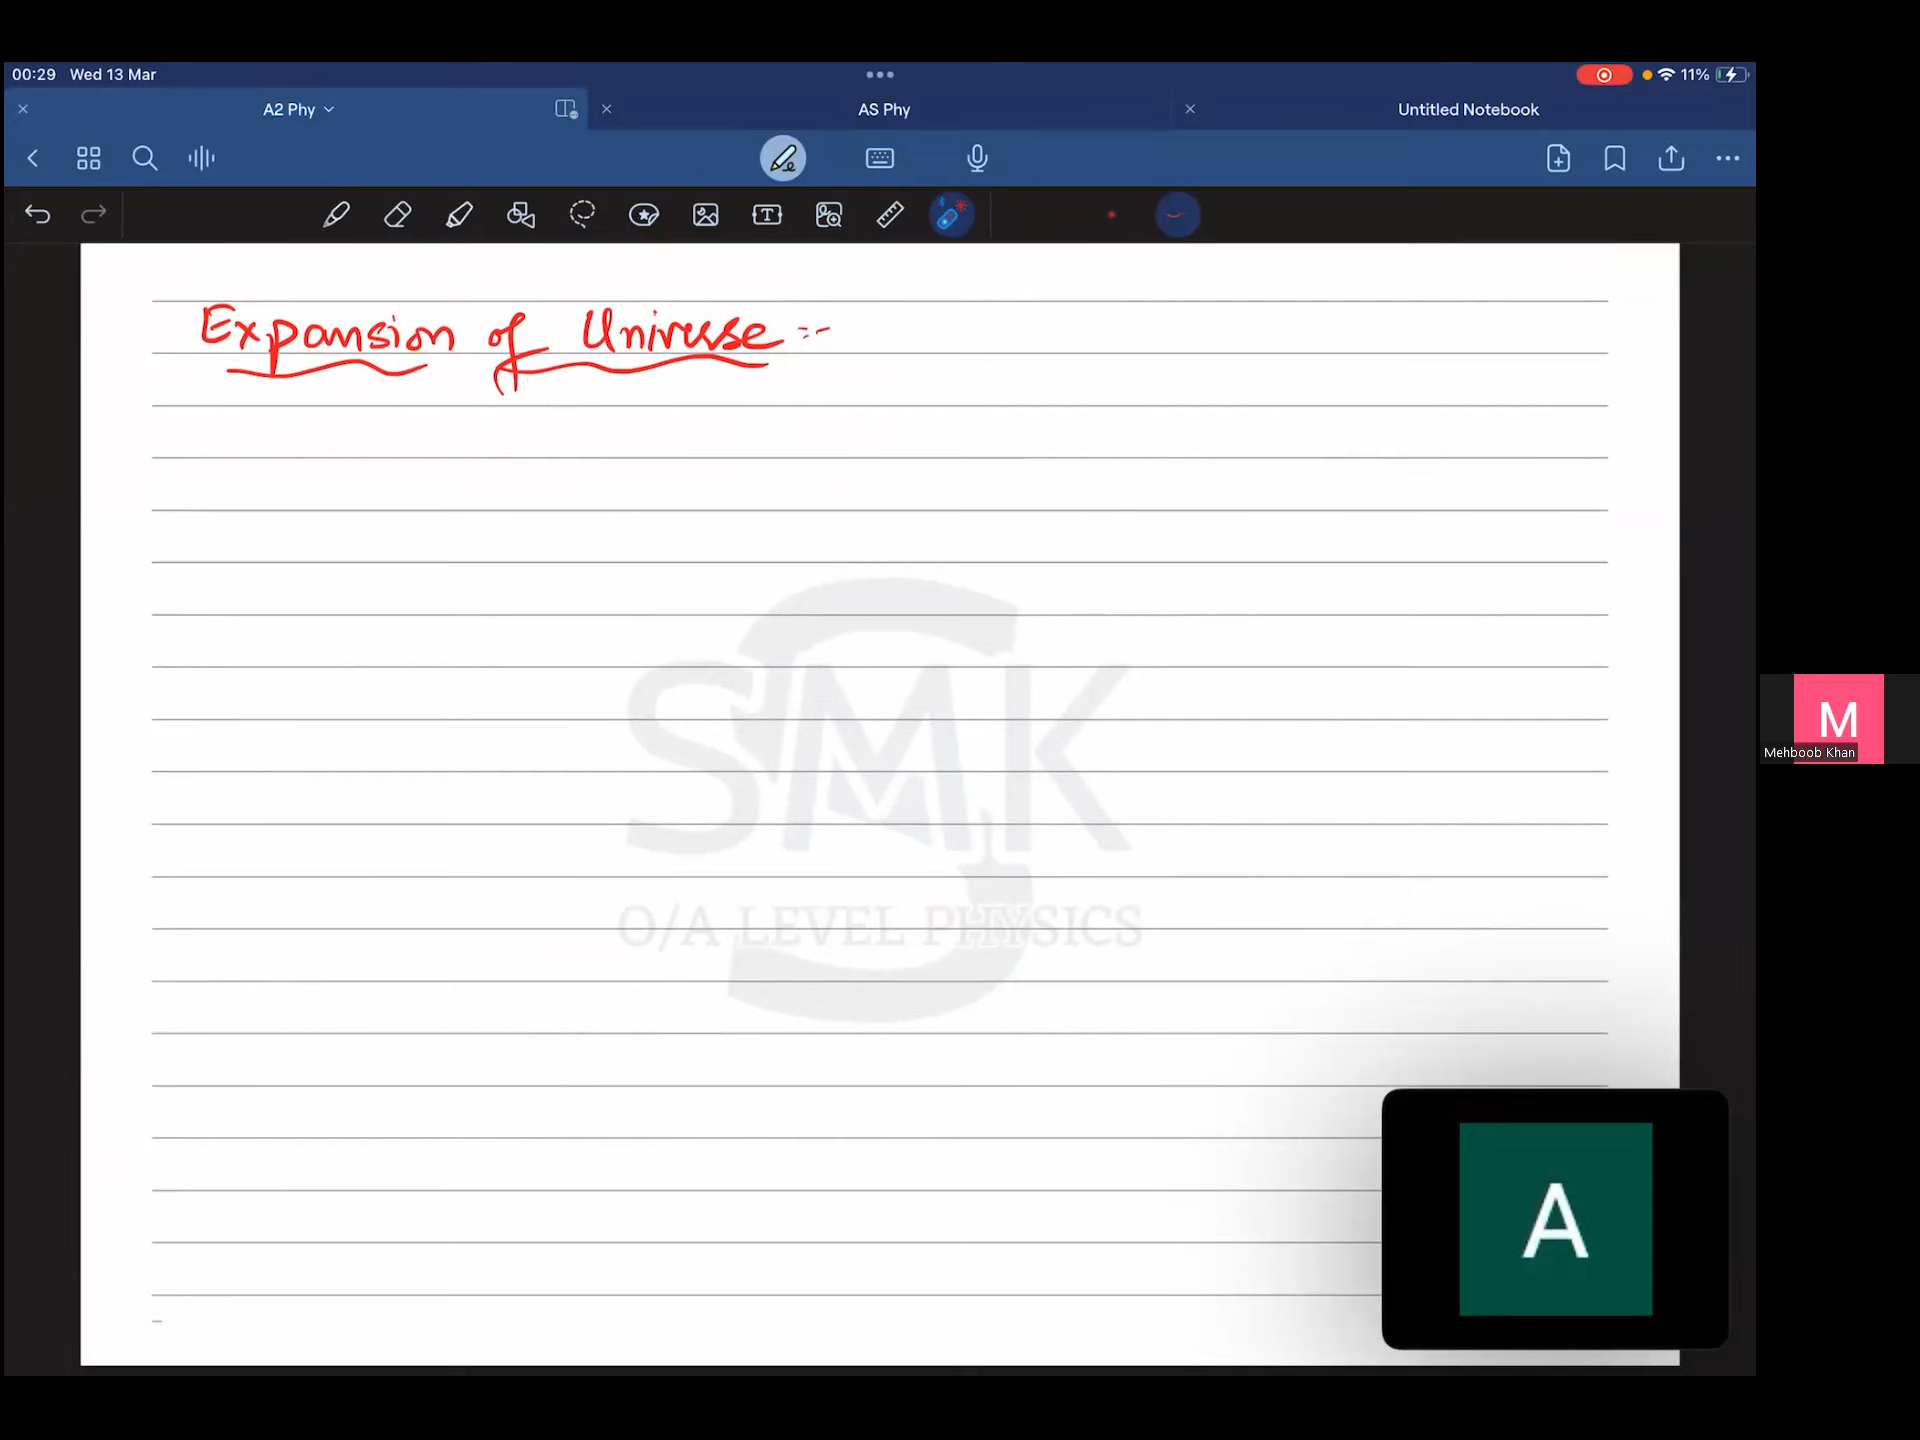 00:29 Wed 13 Mar
11%
A2 Phy
AS Phy
Untitled Notebook
Expansion of Universe :-
SMK
O/A LEVEL PHYSICS
M
Mehboob Khan
A